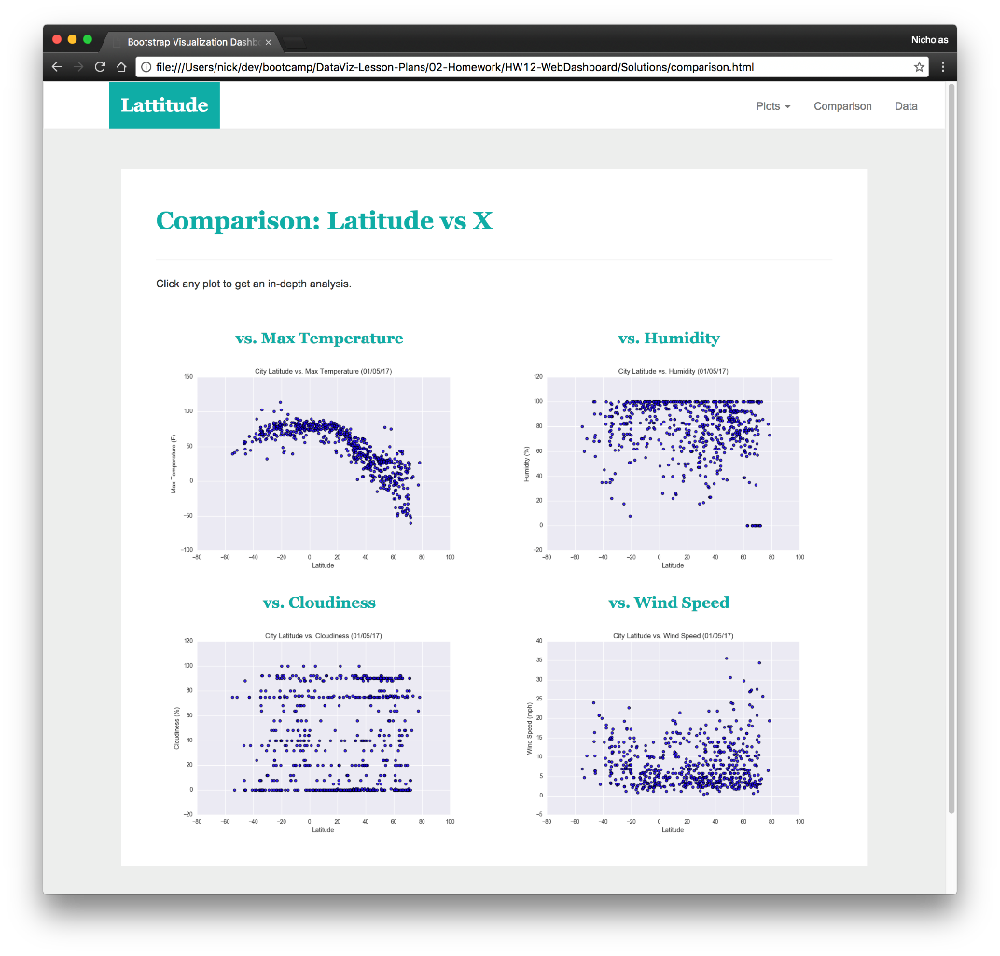 Bootstrap Visualization Dashb
Nicholas
file:///Users/nick/dev/bootcamp/DataViz-Lesson-Plans/02-Homework/HW12-WebDashboard/Solutions/comparison.html
Lattitude
Plots Comparison Data
Comparison: Latitude vs X
Click any plot to get an in-depth analysis.
vs. Max Temperature
City Latitude vs. Max Temperature (01/05/17)
Max Temperature (F)
150
100
50
0
−50
−100
−80 −60 −40 −20 0 20 40 60 80 100
Latitude
vs. Humidity
City Latitude vs. Humidity (01/05/17)
Humidity (%)
120
100
80
60
40
20
0
−20
−80 −60 −40 −20 0 20 40 60 80 100
Latitude
vs. Cloudiness
City Latitude vs. Cloudiness (01/05/17)
Cloudiness (%)
120
100
80
60
40
20
0
−20
−80 −60 −40 −20 0 20 40 60 80 100
Latitude
vs. Wind Speed
City Latitude vs. Wind Speed (01/05/17)
Wind Speed (mph)
40
35
30
25
20
15
10
5
0
−5
−80 −60 −40 −20 0 20 40 60 80 100
Latitude